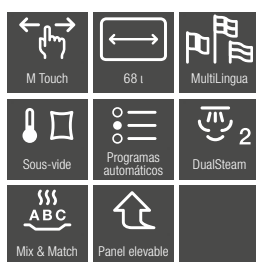 M Touch
68 l
MultiLingua
Sous-vide
Programas
automáticos
2
DualSteam
ABC
Mix & Match
Panel elevable